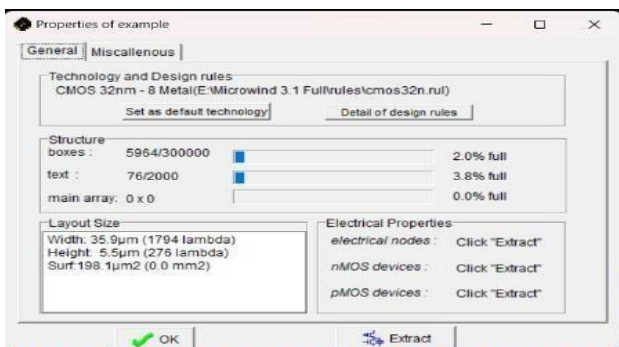 Properties of example
General Miscallenous
Technology and Design rules
CMOS 32nm - 8 Metal(E:\Microwind 3.1 Full\rules\cmos32n.rul)
Set as default technology Detail of design rules
Structure
boxes : 5964/300000 2.0% full
text : 76/2000 3.8% full
main array: 0 x 0 0.0% full
Layout Size
Width: 35.9µm (1794 lambda)
Height: 5.5µm (276 lambda)
Surf:198.1µm2 (0.0 mm2)
Electrical Properties
electrical nodes : Click "Extract"
nMOS devices : Click "Extract"
pMOS devices : Click "Extract"
OK Extract